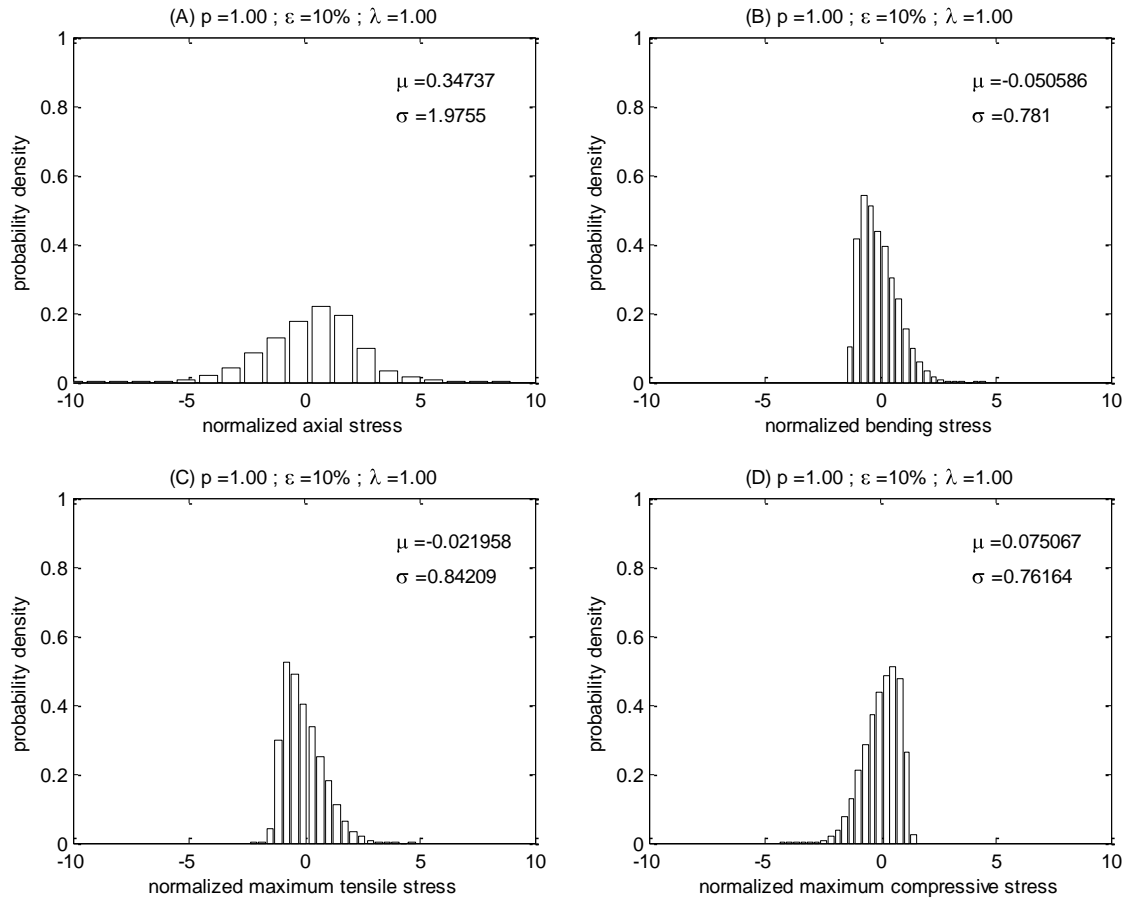 (A) p =1.00 ; ε =10% ; λ =1.00
1
0.8
0.6
0.4
0.2
0
probability density
μ =0.34737
σ =1.9755
-10 -5 0 5 10
normalized axial stress
(B) p =1.00 ; ε =10% ; λ =1.00
1
0.8
0.6
0.4
0.2
0
probability density
μ =-0.050586
σ =0.781
-10 -5 0 5 10
normalized bending stress
(C) p =1.00 ; ε =10% ; λ =1.00
1
0.8
0.6
0.4
0.2
0
probability density
μ =-0.021958
σ =0.84209
-10 -5 0 5 10
normalized maximum tensile stress
(D) p =1.00 ; ε =10% ; λ =1.00
1
0.8
0.6
0.4
0.2
0
probability density
μ =0.075067
σ =0.76164
-10 -5 0 5 10
normalized maximum compressive stress